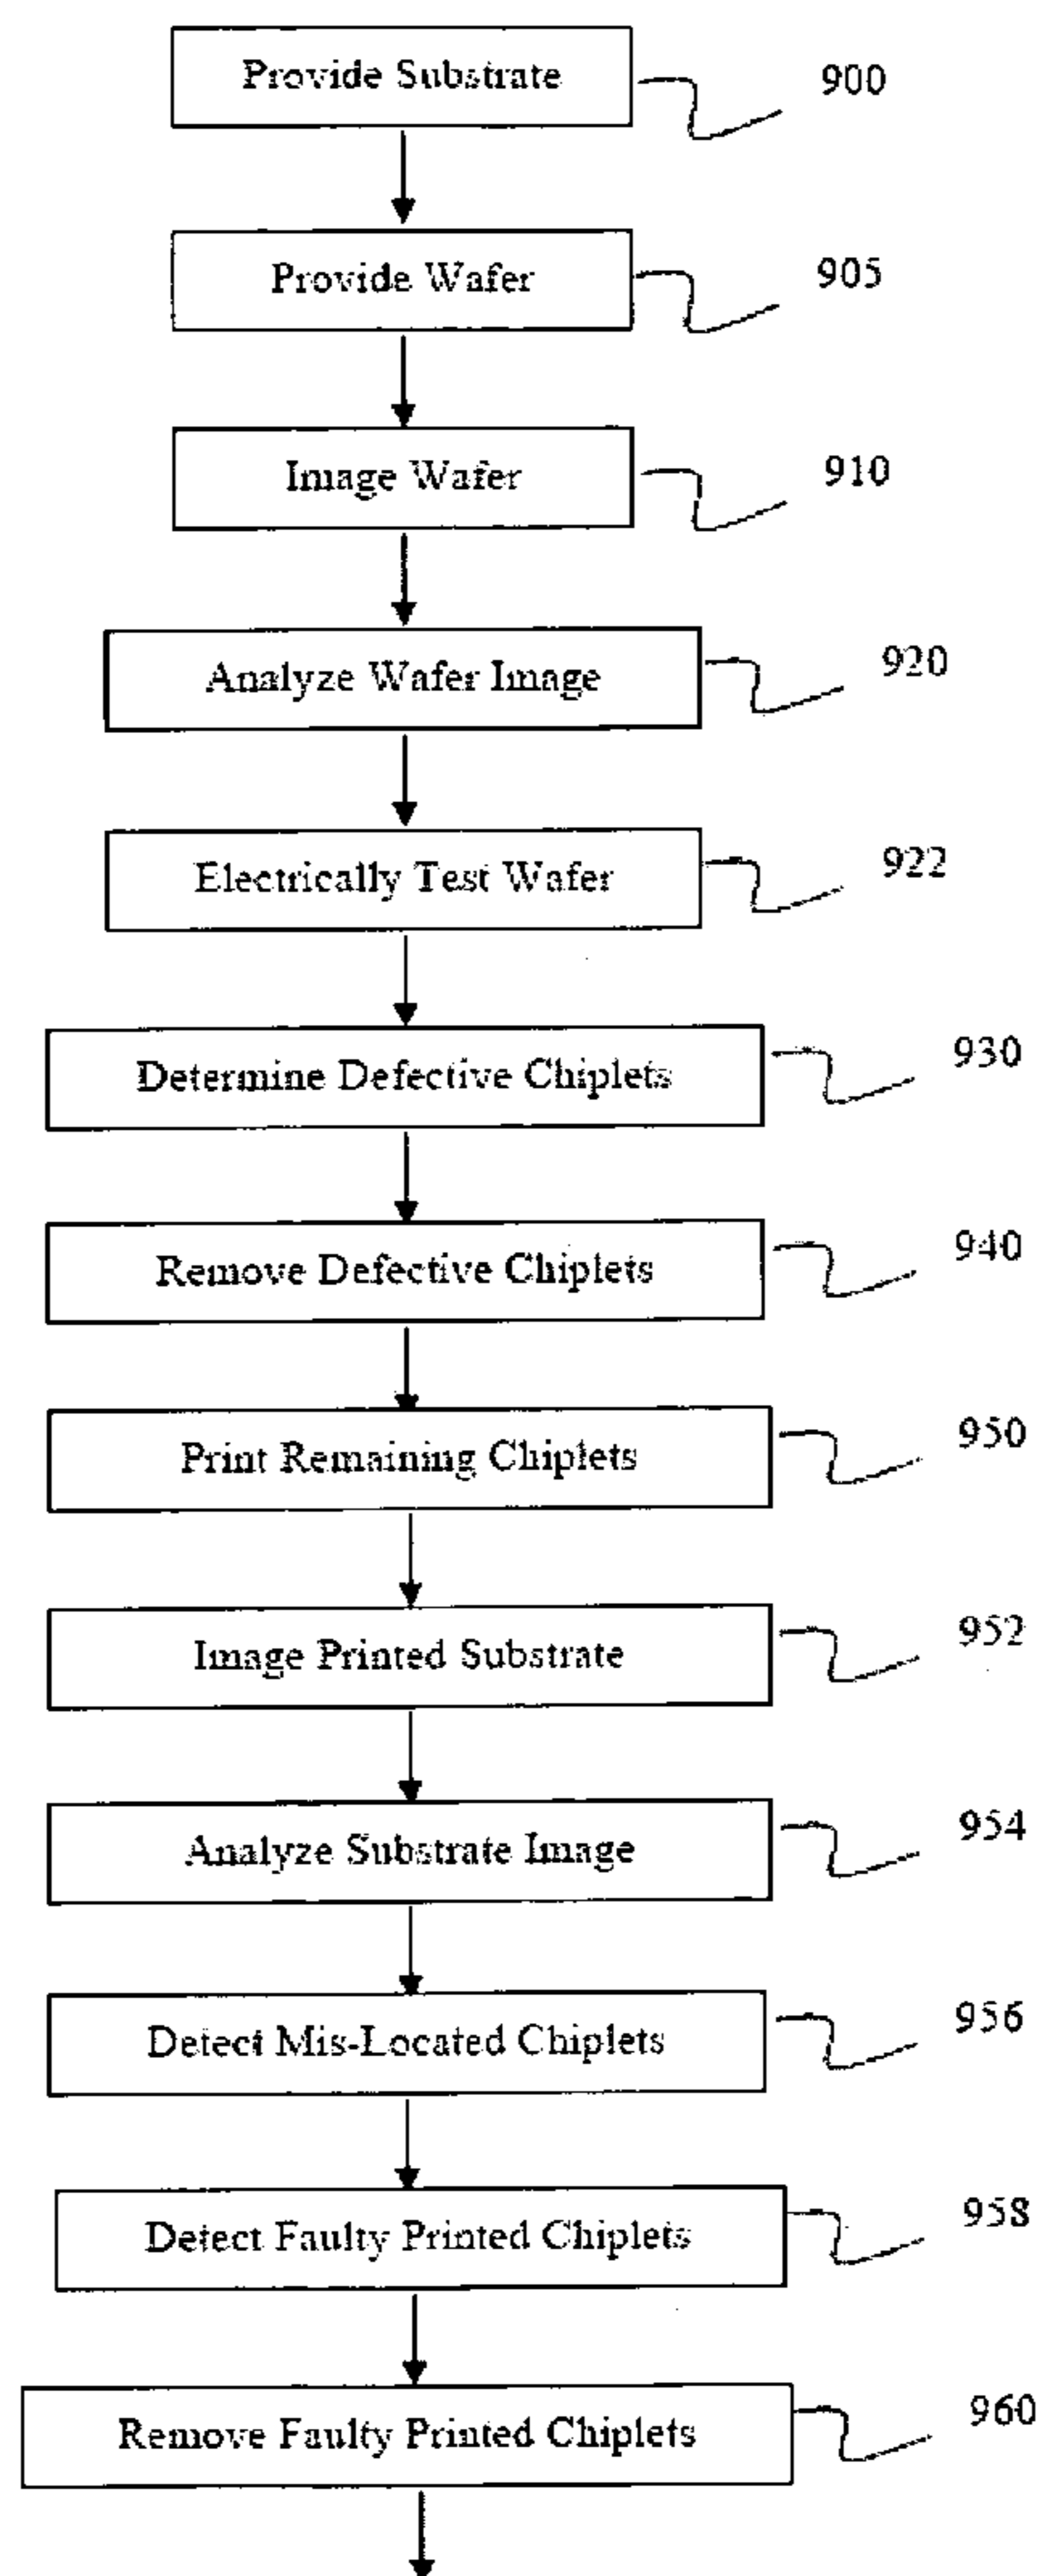 Provide Substrate 900
Provide Wafer 905
Image Wafer 910
Analyze Wafer Image 920
Electrically Test Wafer 922
Determine Defective Chiplets 930
Remove Defective Chiplets 940
Print Remaining Chiplets 950
Image Printed Substrate 952
Analyze Substrate Image 954
Detect Mis-Located Chiplets 956
Detect Faulty Printed Chiplets 958
Remove Faulty Printed Chiplets 960